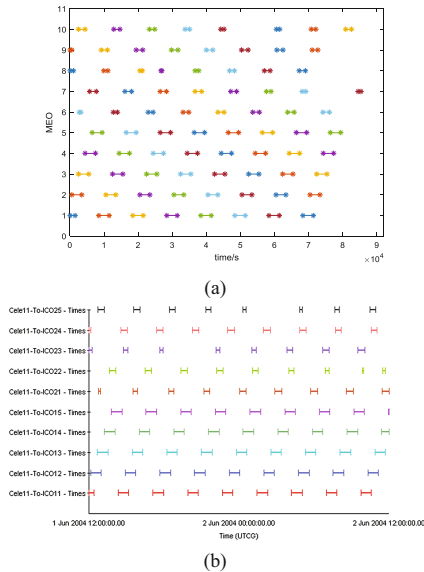 11
10
9
8
7
6
5
4
3
2
1
0
MEO
0 1 2 3 4 5 6 7 8 9
time/s
×10⁴
(a)
Cele11-To-ICO25 - Times
Cele11-To-ICO24 - Times
Cele11-To-ICO23 - Times
Cele11-To-ICO22 - Times
Cele11-To-ICO21 - Times
Cele11-To-ICO15 - Times
Cele11-To-ICO14 - Times
Cele11-To-ICO13 - Times
Cele11-To-ICO12 - Times
Cele11-To-ICO11 - Times
1 Jun 2004 12:00:00.00 2 Jun 2004 00:00:00.00 2 Jun 2004 12:00:00.00
Time (UTCG)
(b)